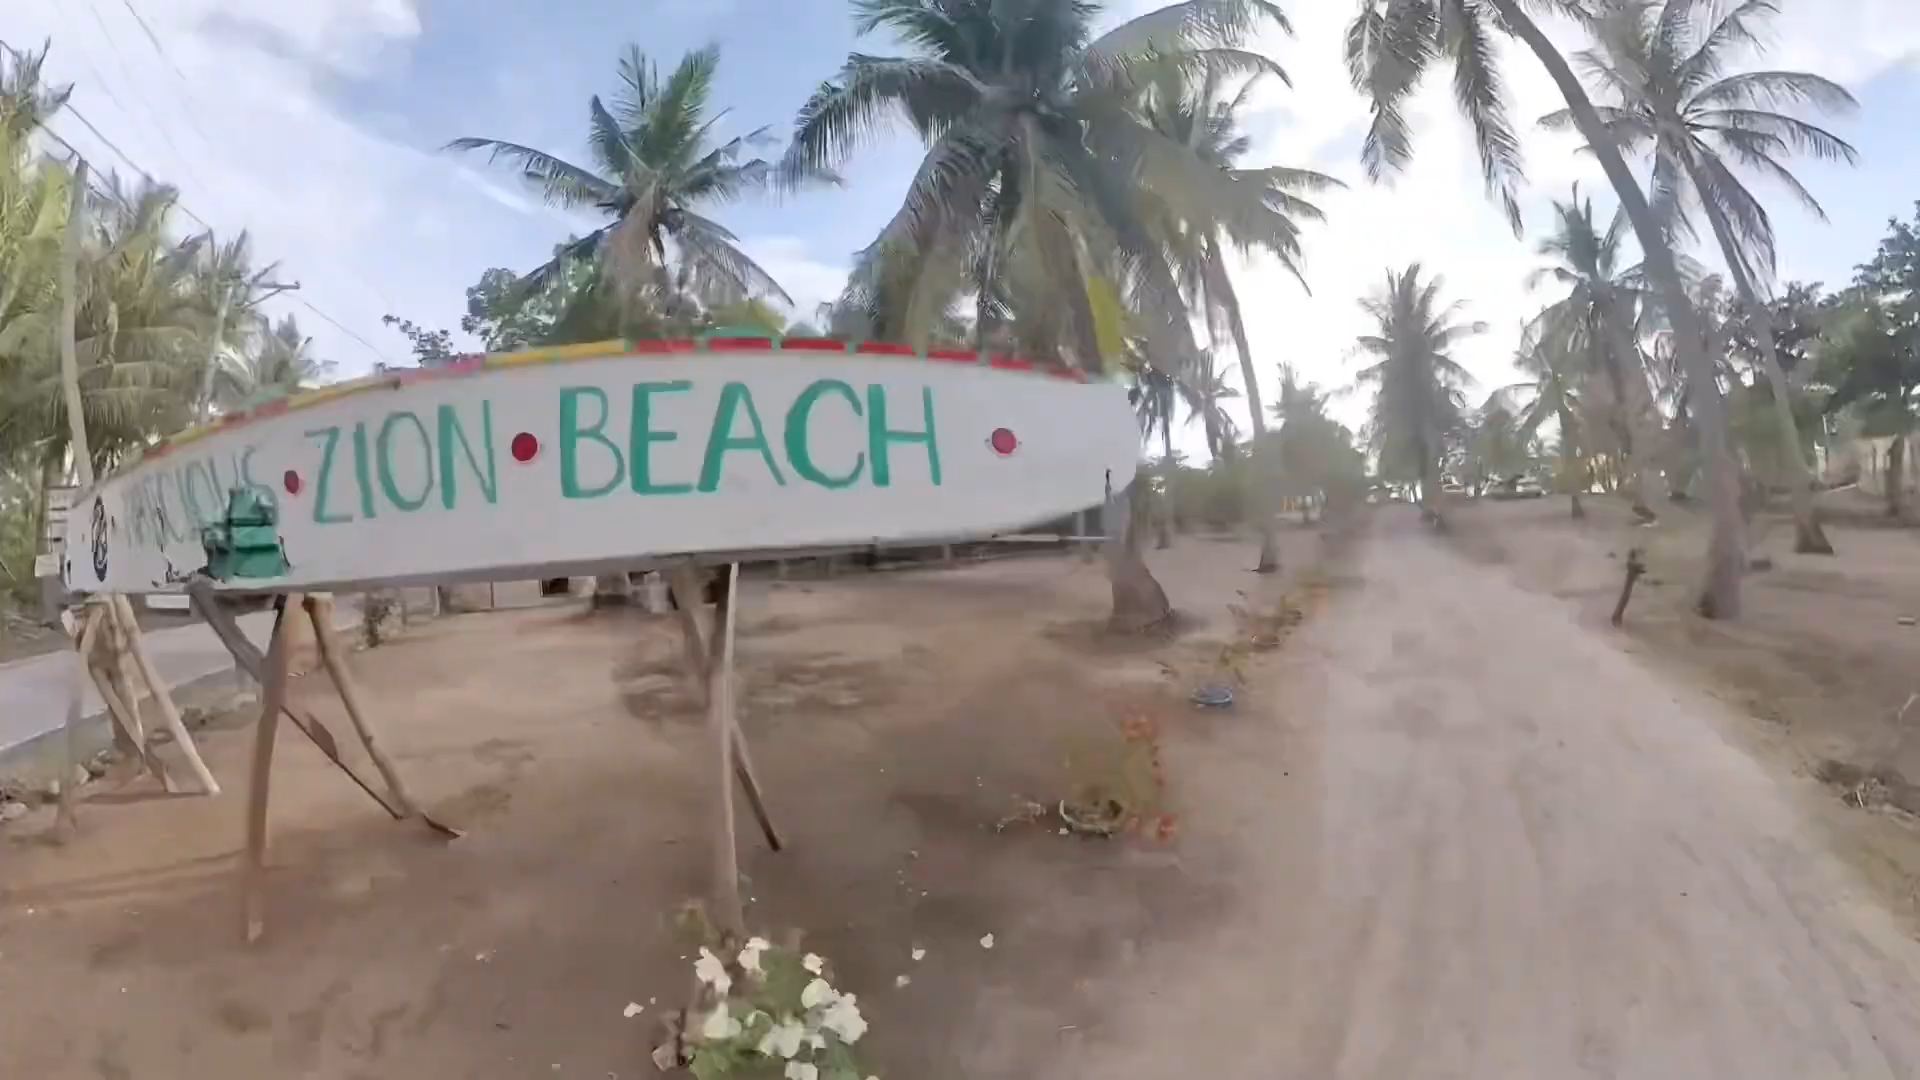 ZION • BEACH •